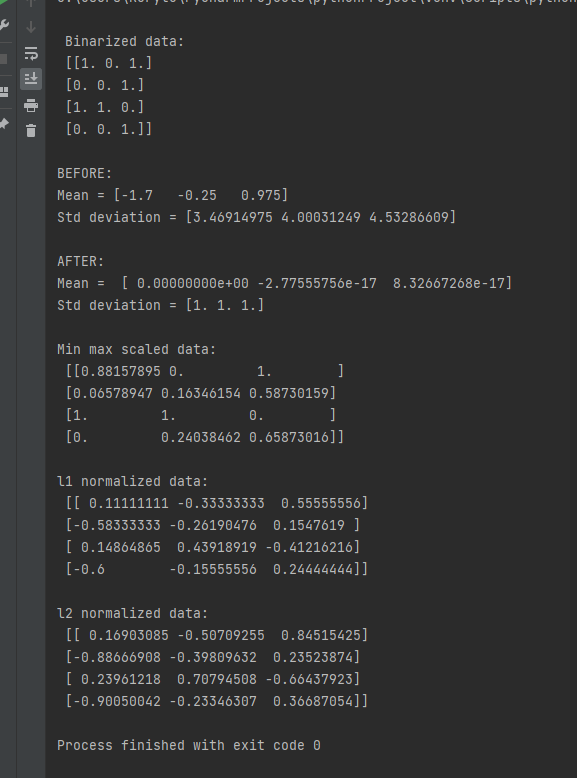 Binarized data:
[[1. 0. 1.]
[0. 0. 1.]
[1. 1. 0.]
[0. 0. 1.]]
BEFORE:
Mean = [-1.7   -0.25   0.975]
Std deviation = [3.46914975 4.00031249 4.53286609]
AFTER:
Mean =  [ 0.00000000e+00 -2.77555756e-17  8.32667268e-17]
Std deviation = [1. 1. 1.]
Min max scaled data:
[[0.88157895 0.         1.        ]
[0.06578947 0.16346154 0.58730159]
[1.         1.         0.        ]
[0.         0.24038462 0.65873016]]
l1 normalized data:
[[ 0.11111111 -0.33333333  0.55555556]
[-0.58333333 -0.26190476  0.1547619 ]
[ 0.14864865  0.43918919 -0.41216216]
[-0.6        -0.15555556  0.24444444]]
l2 normalized data:
[[ 0.16903085 -0.50709255  0.84515425]
[-0.88666908 -0.39809632  0.23523874]
[ 0.23961218  0.70794508 -0.66437923]
[-0.90050042 -0.23346307  0.36687054]]
Process finished with exit code 0